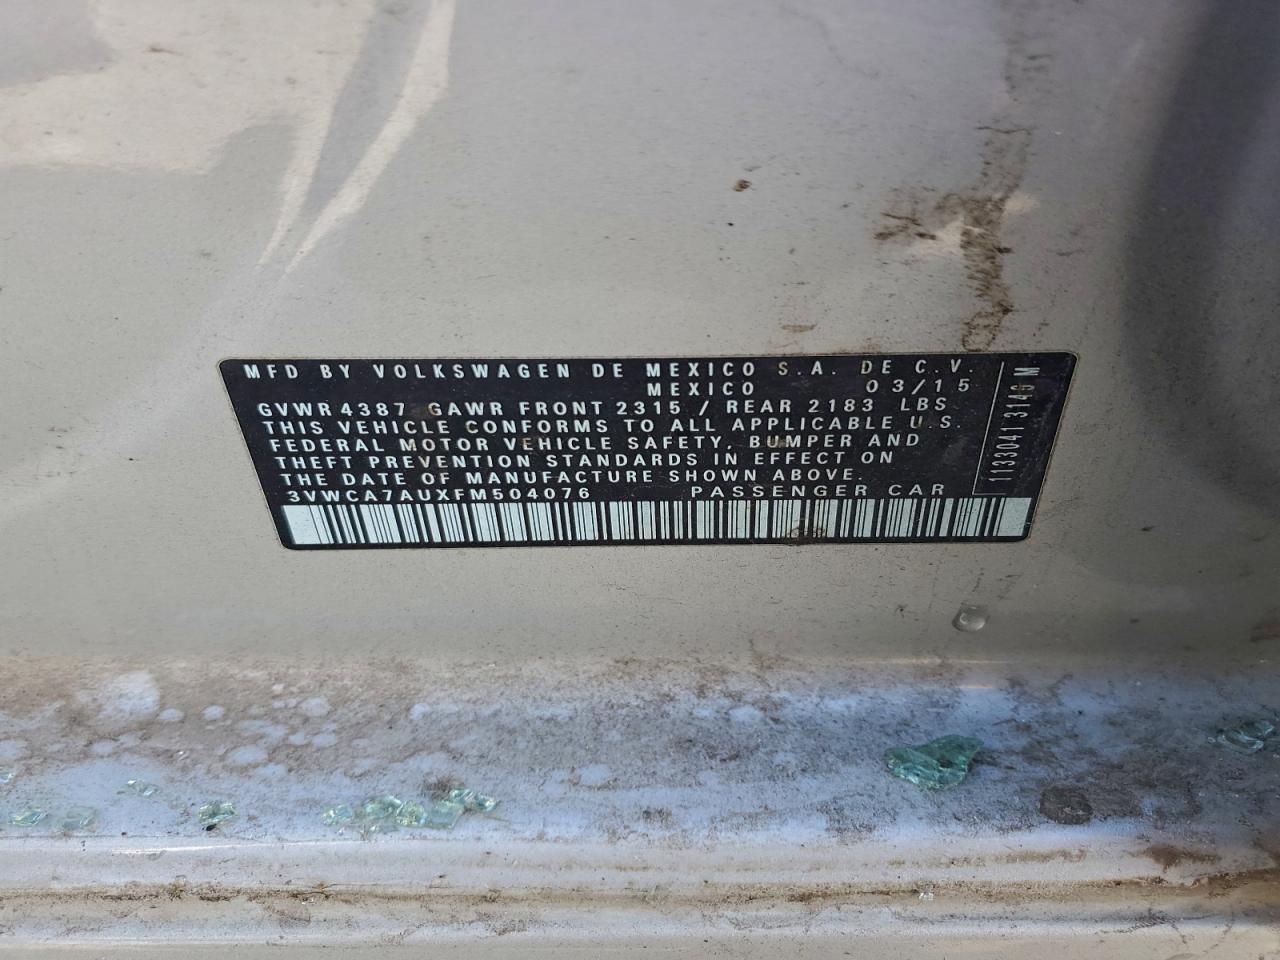 MFD BY VOLKSWAGEN DE MEXICO S.A. DE C.V.
MEXICO 03/15
GVWR 4387 GAWR FRONT 2315 / REAR 2183 LBS
THIS VEHICLE CONFORMS TO ALL APPLICABLE U.S.
FEDERAL MOTOR VEHICLE SAFETY, BUMPER AND
THEFT PREVENTION STANDARDS IN EFFECT ON
THE DATE OF MANUFACTURE SHOWN ABOVE.
3VWCA7AUXFM504076 PASSENGER CAR